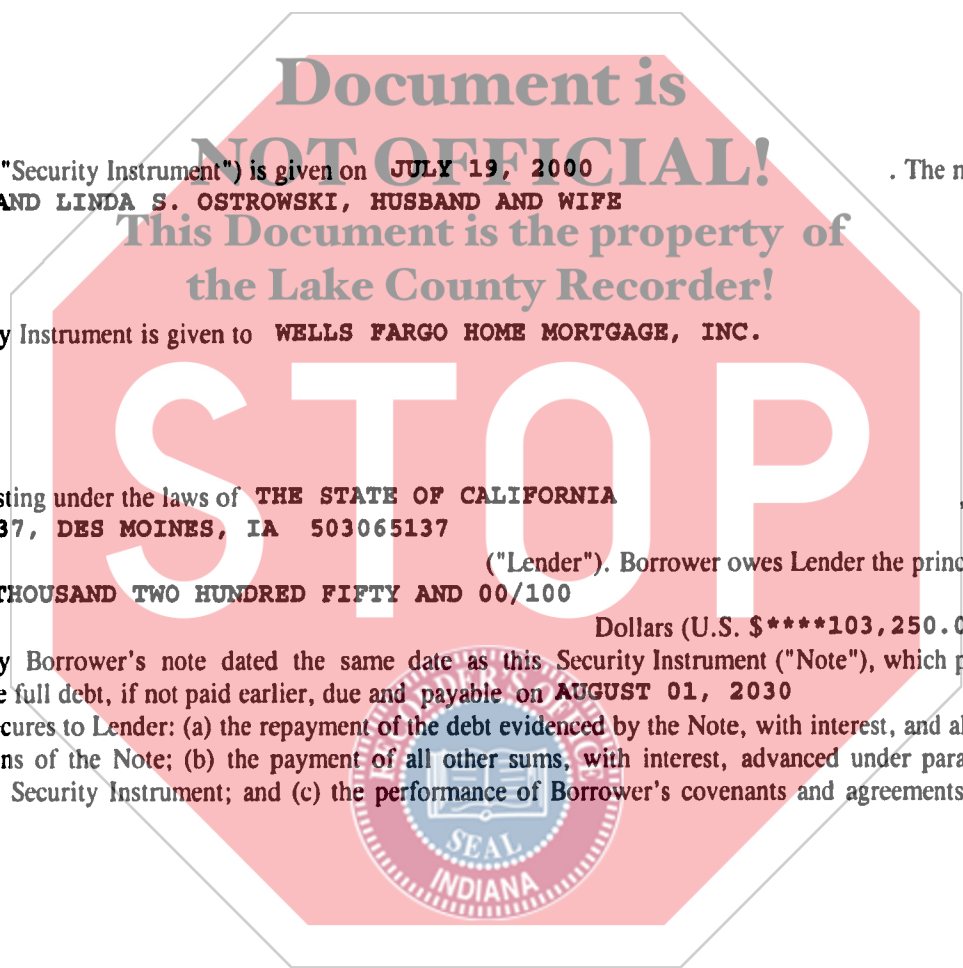 Document is
NOT OFFICIAL!
"Security Instrument") is given on JULY 19, 2000 . The
AND LINDA S. OSTROWSKI, HUSBAND AND WIFE
This Document is the property of
the Lake County Recorder!
Instrument is given to WELLS FARGO HOME MORTGAGE, INC.
STOP
under the laws of THE STATE OF CALIFORNIA
37, DES MOINES, IA 503065137
("Lender"). Borrower owes Lender the princ
THOUSAND TWO HUNDRED FIFTY AND 00/100
Dollars (U.S. $****103,250.0
y Borrower's note dated the same date as this Security Instrument ("Note"), which p
e full debt, if not paid earlier, due and payable on AUGUST 01, 2030
cures to Lender: (a) the repayment of the debt evidenced by the Note, with interest, and al
ns of the Note; (b) the payment of all other sums, with interest, advanced under para
Security Instrument; and (c) the performance of Borrower's covenants and agreements
RECORDER'S OFFICE
SEAL
INDIANA